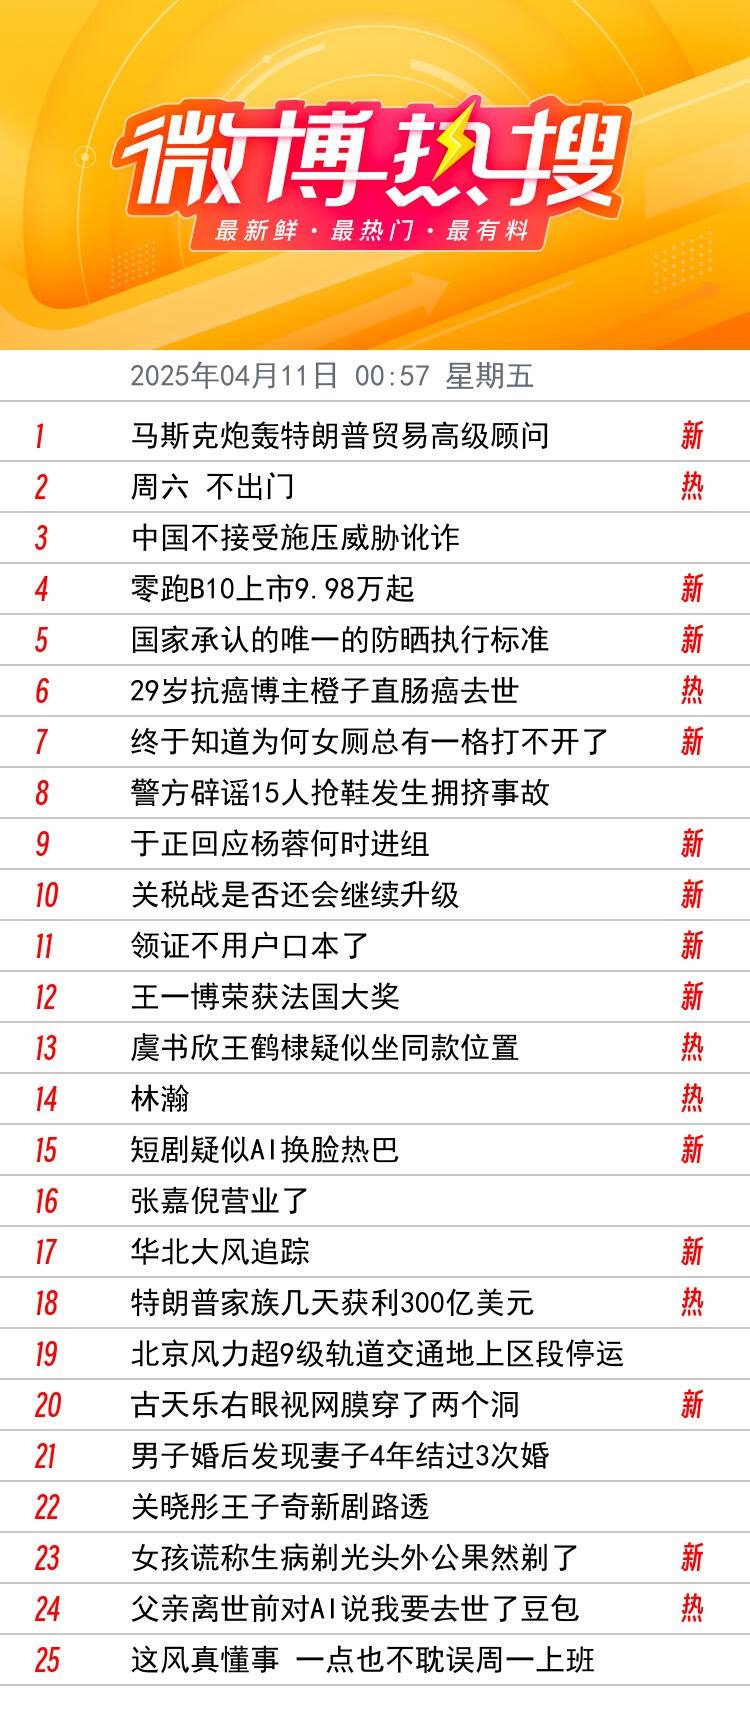 微博热搜
最新鲜·最热门·最有料
2025年04月11日 00:57 星期五
1 马斯克炮轰特朗普贸易高级顾问 新
2 周六 不出门 热
3 中国不接受施压威胁讹诈
4 零跑B10上市9.98万起 新
5 国家承认的唯一的防晒执行标准 新
6 29岁抗癌博主橙子直肠癌去世 热
7 终于知道为何女厕总有一格打不开了 新
8 警方辟谣15人抢鞋发生拥挤事故
9 于正回应杨蓉何时进组 新
10 关税战是否还会继续升级 新
11 领证不用户口本了 新
12 王一博荣获法国大奖 新
13 虞书欣王鹤棣疑似坐同款位置 热
14 林瀚 热
15 短剧疑似AI换脸热巴 新
16 张嘉倪营业了
17 华北大风追踪 新
18 特朗普家族几天获利300亿美元 热
19 北京风力超9级轨道交通地上区段停运
20 古天乐右眼视网膜穿了两个洞 新
21 男子婚后发现妻子4年结过3次婚
22 关晓彤王子奇新剧路透
23 女孩谎称生病剃光头外公果然剃了 新
24 父亲离世前对AI说我要去世了豆包 热
25 这风真懂事 一点也不耽误周一上班